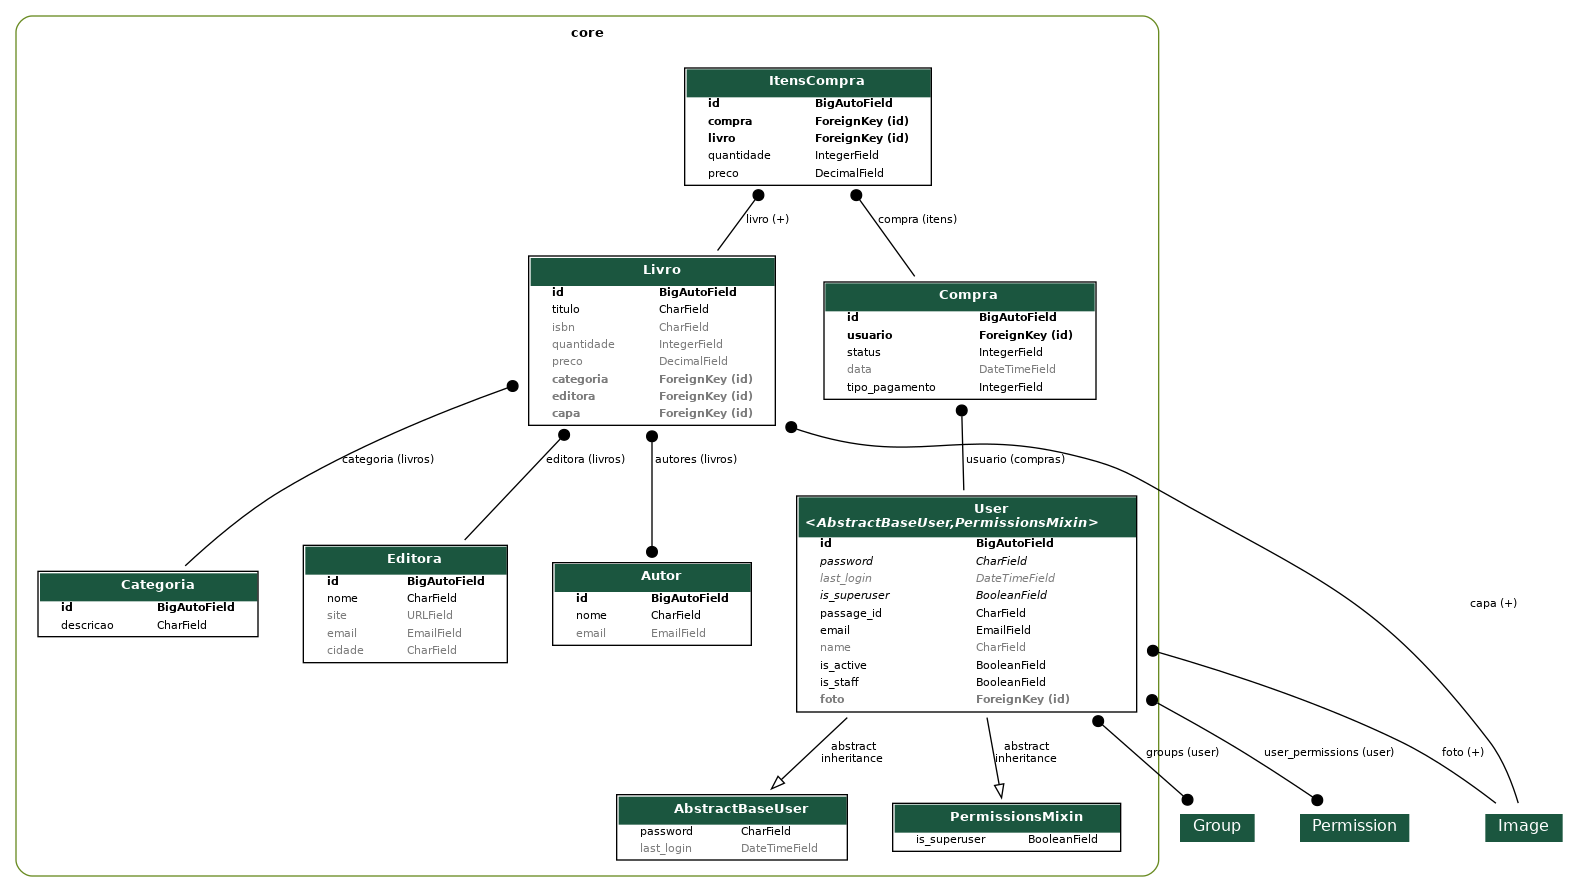 core
ItensCompra
id BigAutoField
compra ForeignKey (id)
livro ForeignKey (id)
quantidade IntegerField
preco DecimalField
livro (+)
compra (itens)
Livro
id BigAutoField
titulo CharField
isbn CharField
quantidade IntegerField
preco DecimalField
categoria ForeignKey (id)
editora ForeignKey (id)
capa ForeignKey (id)
Compra
id BigAutoField
usuario ForeignKey (id)
status IntegerField
data DateTimeField
tipo_pagamento IntegerField
categoria (livros)
editora (livros)
autores (livros)
usuario (compras)
Categoria
id BigAutoField
descricao CharField
Editora
id BigAutoField
nome CharField
site URLField
email EmailField
cidade CharField
Autor
id BigAutoField
nome CharField
email EmailField
User
<AbstractBaseUser,PermissionsMixin>
id BigAutoField
password CharField
last_login DateTimeField
is_superuser BooleanField
passage_id CharField
email EmailField
name CharField
is_active BooleanField
is_staff BooleanField
foto ForeignKey (id)
capa (+)
abstract
inheritance
abstract
inheritance
groups (user)
user_permissions (user)
foto (+)
AbstractBaseUser
password CharField
last_login DateTimeField
PermissionsMixin
is_superuser BooleanField
Group
Permission
Image